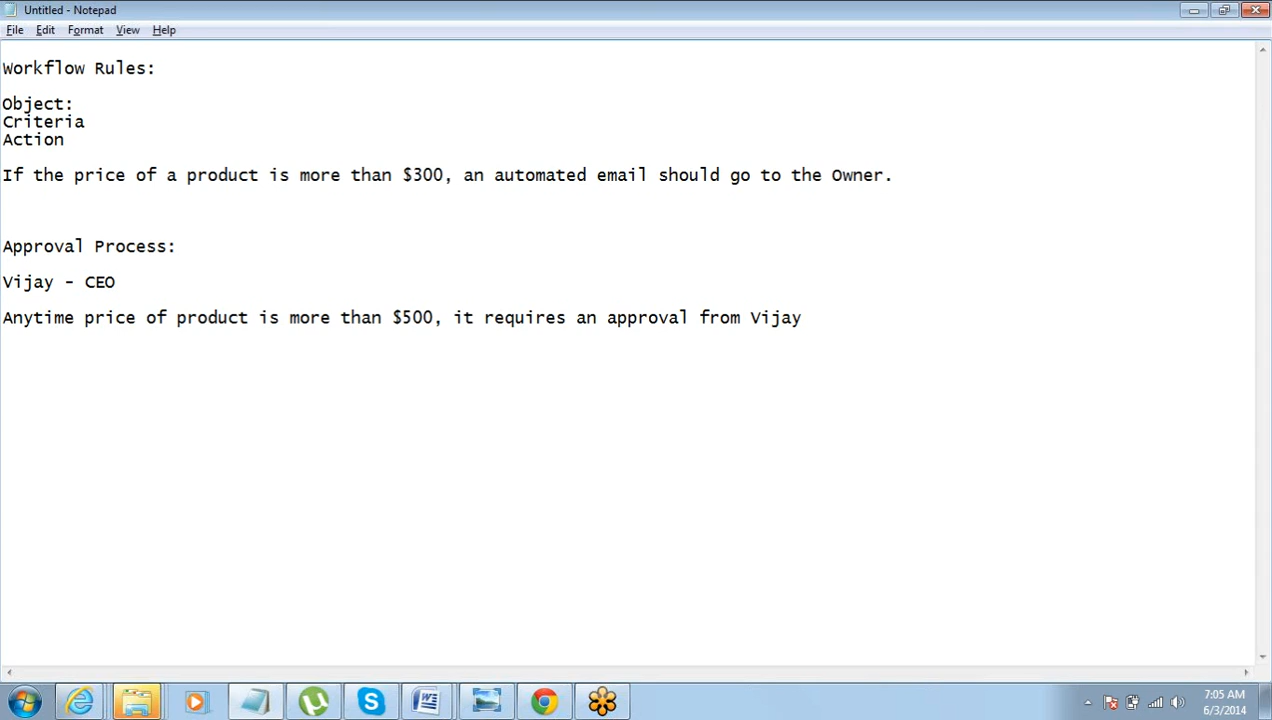 Untitled - Notepad
File Edit Format View Help
Workflow Rules:
Object:
Criteria
Action
If the price of a product is more than $300, an automated email should go to the Owner.
Approval Process:
Vijay - CEO
Anytime price of product is more than $500, it requires an approval from Vijay
7:05 AM
6/3/2014